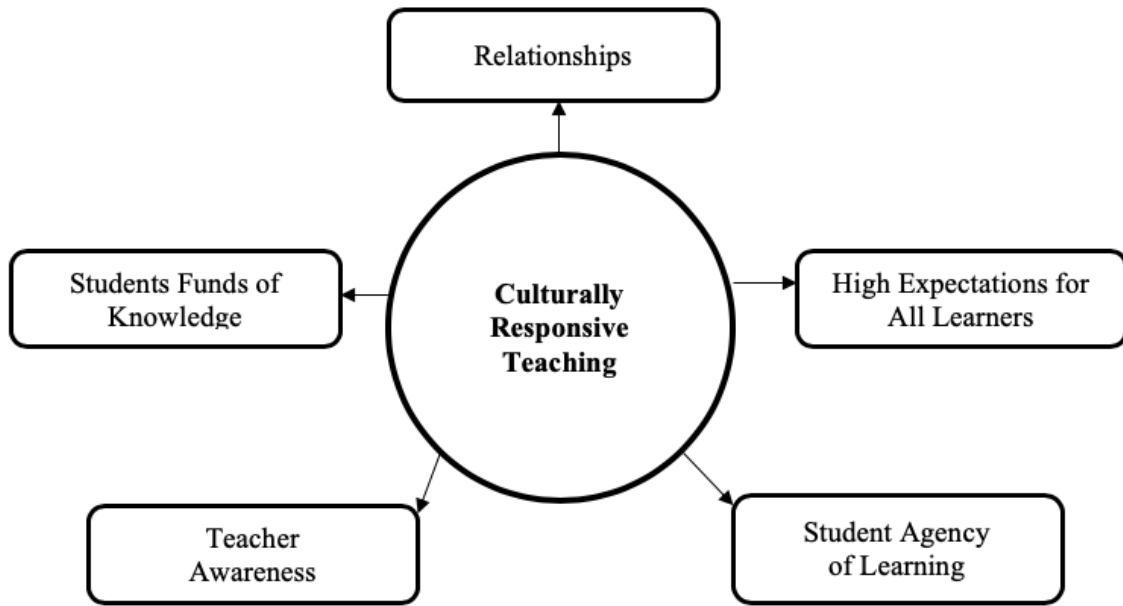 Relationships
Students Funds of
Knowledge
Culturally
Responsive
Teaching
High Expectations for
All Learners
Teacher
Awareness
Student Agency
of Learning